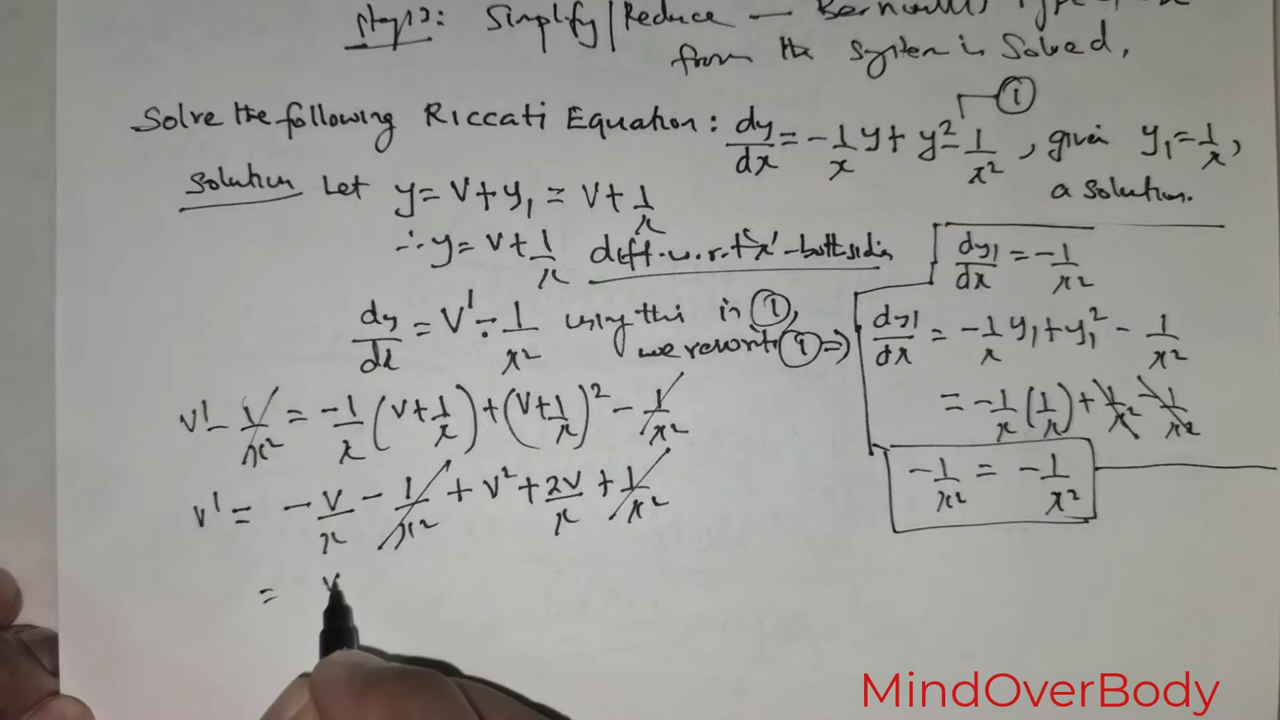 Step 2: Simplify/Reduce — Bernoulli's Type
from the system is Solved,
①
Solve the following Riccati Equation: dy/dx = -1/x y + y² - 1/x², given y₁ = 1/x,
a solution.
Solution Let y = v + y₁ = v + 1/x
∴ y = v + 1/x diff. w.r.t 'x' - both sides
dy/dx = v' - 1/x² using this in ①,
we rewrite ① ⇒
v' - 1/x² = -1/x (v + 1/x) + (v + 1/x)² - 1/x²
v' = -v/x - 1/x² + v² + 2v/x + 1/x²
= v
dy₁/dx = -1/x²
dy₁/dx = -1/x y₁ + y₁² - 1/x²
= -1/x (1/x) + 1/x² - 1/x²
-1/x² = -1/x²
MindOverBody